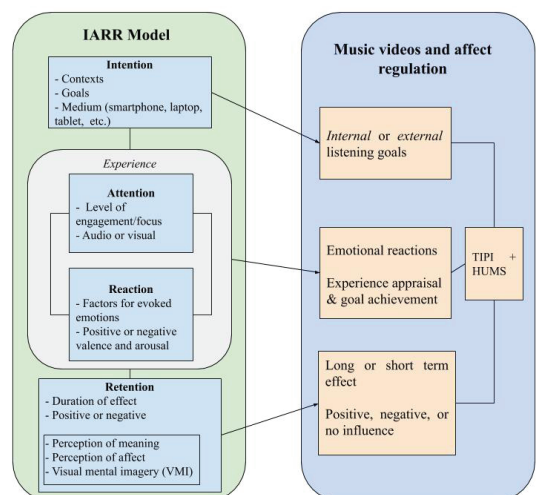 IARR Model
Intention
- Contexts
- Goals
- Medium (smartphone, laptop,
tablet, etc.)
Experience
Attention
- Level of
engagement/focus
- Audio or visual
Reaction
- Factors for evoked
emotions
- Positive or negative
valence and arousal
Retention
- Duration of effect
- Positive or negative
- Perception of meaning
- Perception of affect
- Visual mental imagery (VMI)
Music videos and affect
regulation
Internal or external
listening goals
Emotional reactions
Experience appraisal
& goal achievement
TIPI +
HUMS
Long or short term
effect
Positive, negative, or
no influence